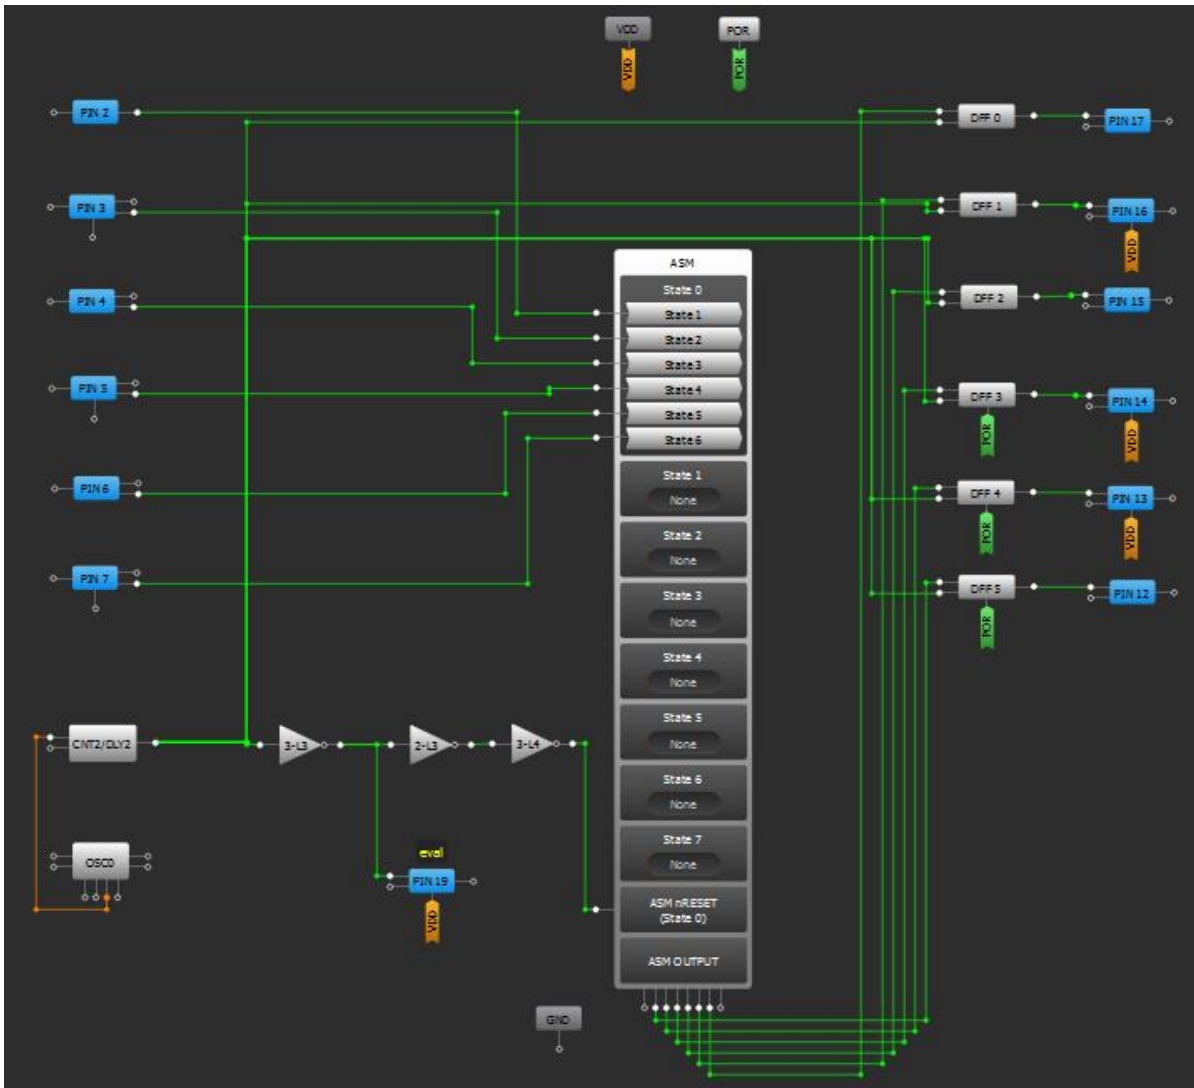 VDD
POR
VDD
POR
PIN 2
DFF 0
PIN 17
PIN 3
DFF 1
PIN 16
VDD
ASM
State 0
State 1
State 2
State 3
State 4
State 5
State 6
PIN 4
DFF 2
PIN 15
PIN 5
DFF 3
PIN 14
POR
VDD
PIN 6
DFF 4
PIN 13
POR
VDD
PIN 7
DFF 5
PIN 12
POR
State 1
None
State 2
None
State 3
None
State 4
None
State 5
None
State 6
None
State 7
None
ASM nRESET
(State 0)
ASM OUTPUT
CNT2/DLY2
3-L3
2-L3
3-L4
OSC0
eval
PIN 19
VDD
GND